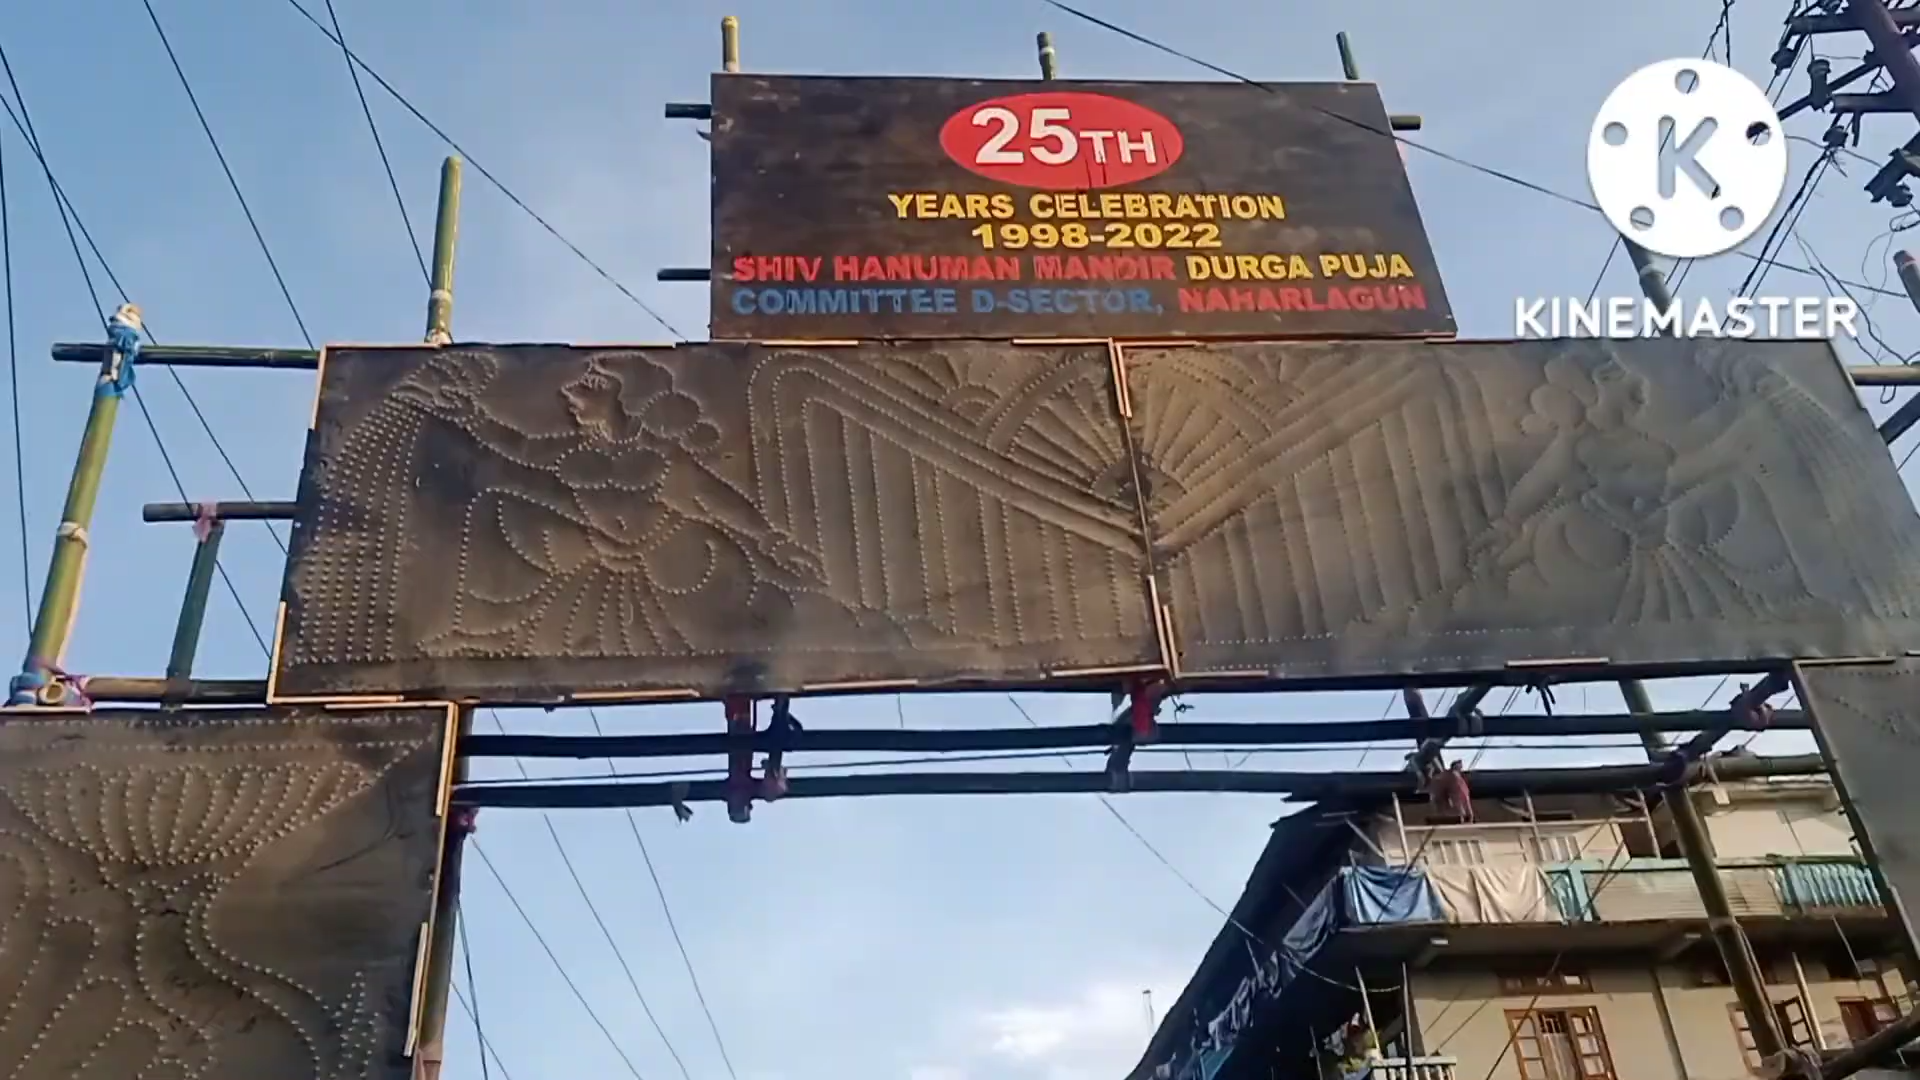 25TH
YEARS CELEBRATION
1998-2022
SHIV HANUMAN MANDIR DURGA PUJA
COMMITTEE D-SECTOR, NAHARLAGUN
K
KINEMASTER